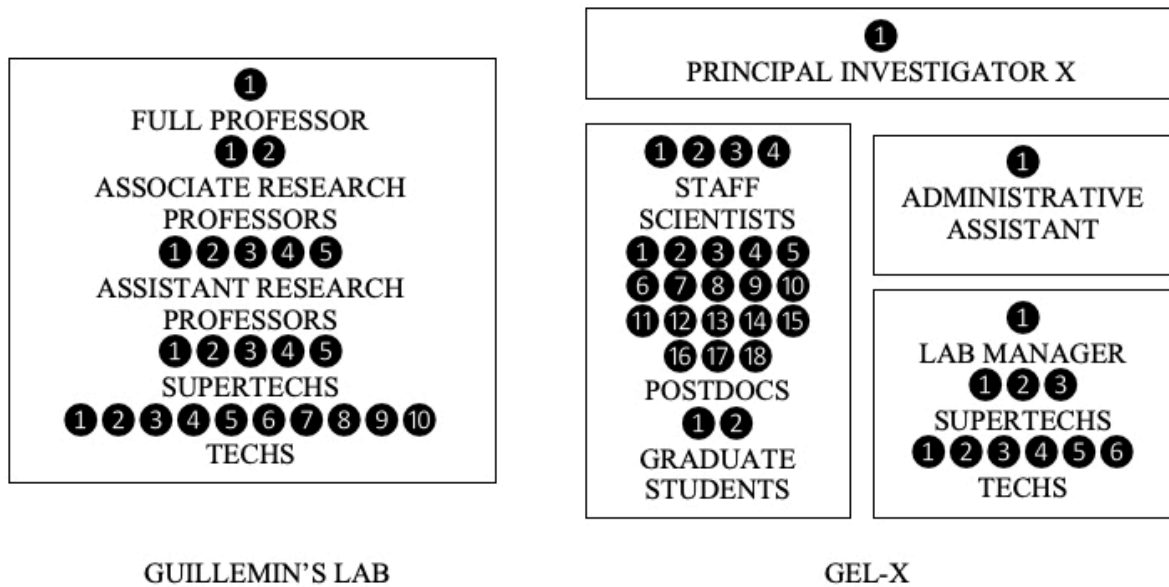 1
FULL PROFESSOR
1 2
ASSOCIATE RESEARCH
PROFESSORS
1 2 3 4 5
ASSISTANT RESEARCH
PROFESSORS
1 2 3 4 5
SUPERTECHS
1 2 3 4 5 6 7 8 9 10
TECHS
GUILLEMIN’S LAB
1
PRINCIPAL INVESTIGATOR X
1 2 3 4
STAFF
SCIENTISTS
1 2 3 4 5
6 7 8 9 10
11 12 13 14 15
16 17 18
POSTDOCS
1 2
GRADUATE
STUDENTS
1
ADMINISTRATIVE
ASSISTANT
1
LAB MANAGER
1 2 3
SUPERTECHS
1 2 3 4 5 6
TECHS
GEL-X